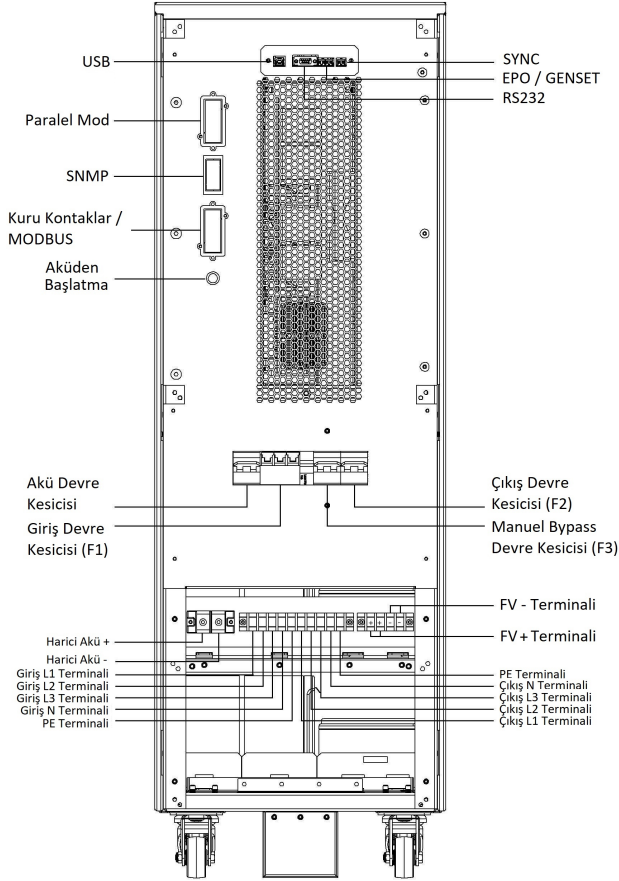 USB
SYNC
EPO / GENSET
RS232
Paralel Mod
SNMP
Kuru Kontaklar /
MODBUS
Aküden
Başlatma
Akü Devre
Kesicisi
Giriş Devre
Kesicisi (F1)
Çıkış Devre
Kesicisi (F2)
Manuel Bypass
Devre Kesicisi (F3)
FV - Terminali
FV + Terminali
Harici Akü +
Harici Akü -
Giriş L1 Terminali
Giriş L2 Terminali
Giriş L3 Terminali
Giriş N Terminali
PE Terminali
PE Terminali
Çıkış N Terminali
Çıkış L3 Terminali
Çıkış L2 Terminali
Çıkış L1 Terminali